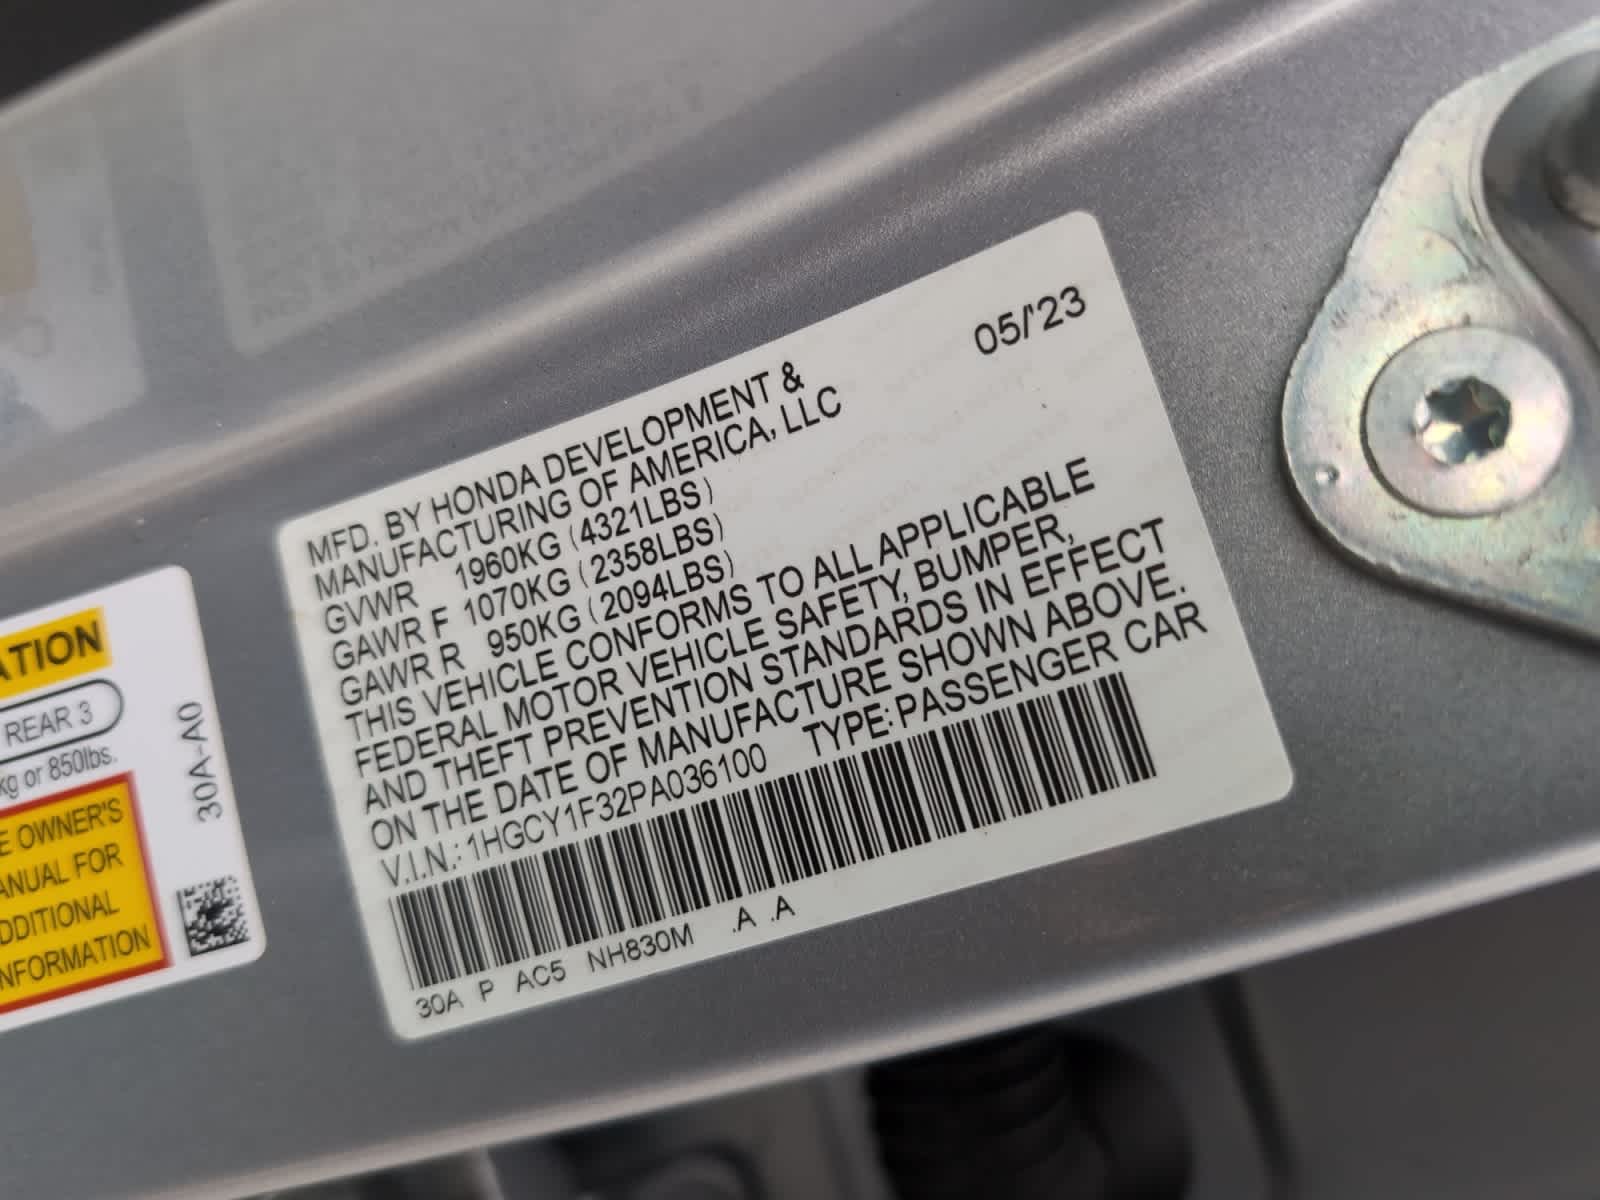 MFD. BY HONDA DEVELOPMENT &
MANUFACTURING OF AMERICA, LLC
05/'23
GVWR 1960KG (4321LBS)
GAWR F 1070KG (2358LBS)
GAWR R 950KG (2094LBS)
THIS VEHICLE CONFORMS TO ALL APPLICABLE
FEDERAL MOTOR VEHICLE SAFETY, BUMPER,
AND THEFT PREVENTION STANDARDS IN EFFECT
ON THE DATE OF MANUFACTURE SHOWN ABOVE.
V.I.N.: 1HGCY1F32PA036100 TYPE: PASSENGER CAR
30A P AC5 NH830M .A .A
ATION
REAR 3
kg or 850lbs.
E OWNER'S
ANUAL FOR
DDITIONAL
NFORMATION
30A-A0